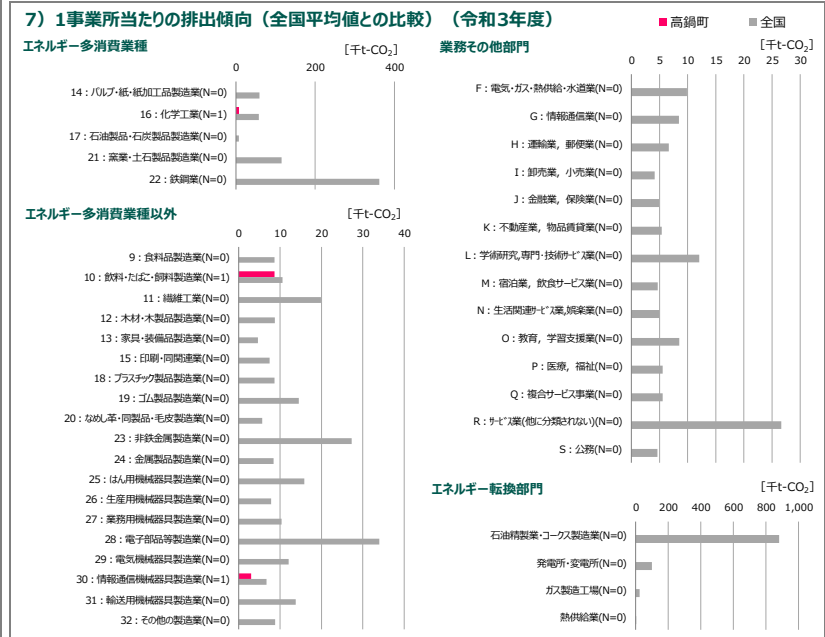 7）1事業所当たりの排出傾向（全国平均値との比較）（令和3年度）
高鍋町 全国
エネルギー多消費業種
［千t-CO₂］
0 200 400
14：パルプ・紙・紙加工品製造業(N=0)
16：化学工業(N=1)
17：石油製品・石炭製品製造業(N=0)
21：窯業・土石製品製造業(N=0)
22：鉄鋼業(N=0)
エネルギー多消費業種以外
［千t-CO₂］
0 10 20 30 40
9：食料品製造業(N=0)
10：飲料・たばこ・飼料製造業(N=1)
11：繊維工業(N=0)
12：木材・木製品製造業(N=0)
13：家具・装備品製造業(N=0)
15：印刷・同関連業(N=0)
18：プラスチック製品製造業(N=0)
19：ゴム製品製造業(N=0)
20：なめし革・同製品・毛皮製造業(N=0)
23：非鉄金属製造業(N=0)
24：金属製品製造業(N=0)
25：はん用機械器具製造業(N=0)
26：生産用機械器具製造業(N=0)
27：業務用機械器具製造業(N=0)
28：電子部品等製造業(N=0)
29：電気機械器具製造業(N=0)
30：情報通信機械器具製造業(N=1)
31：輸送用機械器具製造業(N=0)
32：その他の製造業(N=0)
業務その他部門
［千t-CO₂］
0 5 10 15 20 25 30
F：電気・ガス・熱供給・水道業(N=0)
G：情報通信業(N=0)
H：運輸業，郵便業(N=0)
I：卸売業，小売業(N=0)
J：金融業，保険業(N=0)
K：不動産業，物品賃貸業(N=0)
L：学術研究,専門・技術ｻｰﾋﾞｽ業(N=0)
M：宿泊業，飲食サービス業(N=0)
N：生活関連ｻｰﾋﾞｽ業,娯楽業(N=0)
O：教育，学習支援業(N=0)
P：医療，福祉(N=0)
Q：複合サービス事業(N=0)
R：ｻｰﾋﾞｽ業(他に分類されない)(N=0)
S：公務(N=0)
エネルギー転換部門
［千t-CO₂］
0 200 400 600 800 1,000
石油精製業・コークス製造業(N=0)
発電所・変電所(N=0)
ガス製造工場(N=0)
熱供給業(N=0)